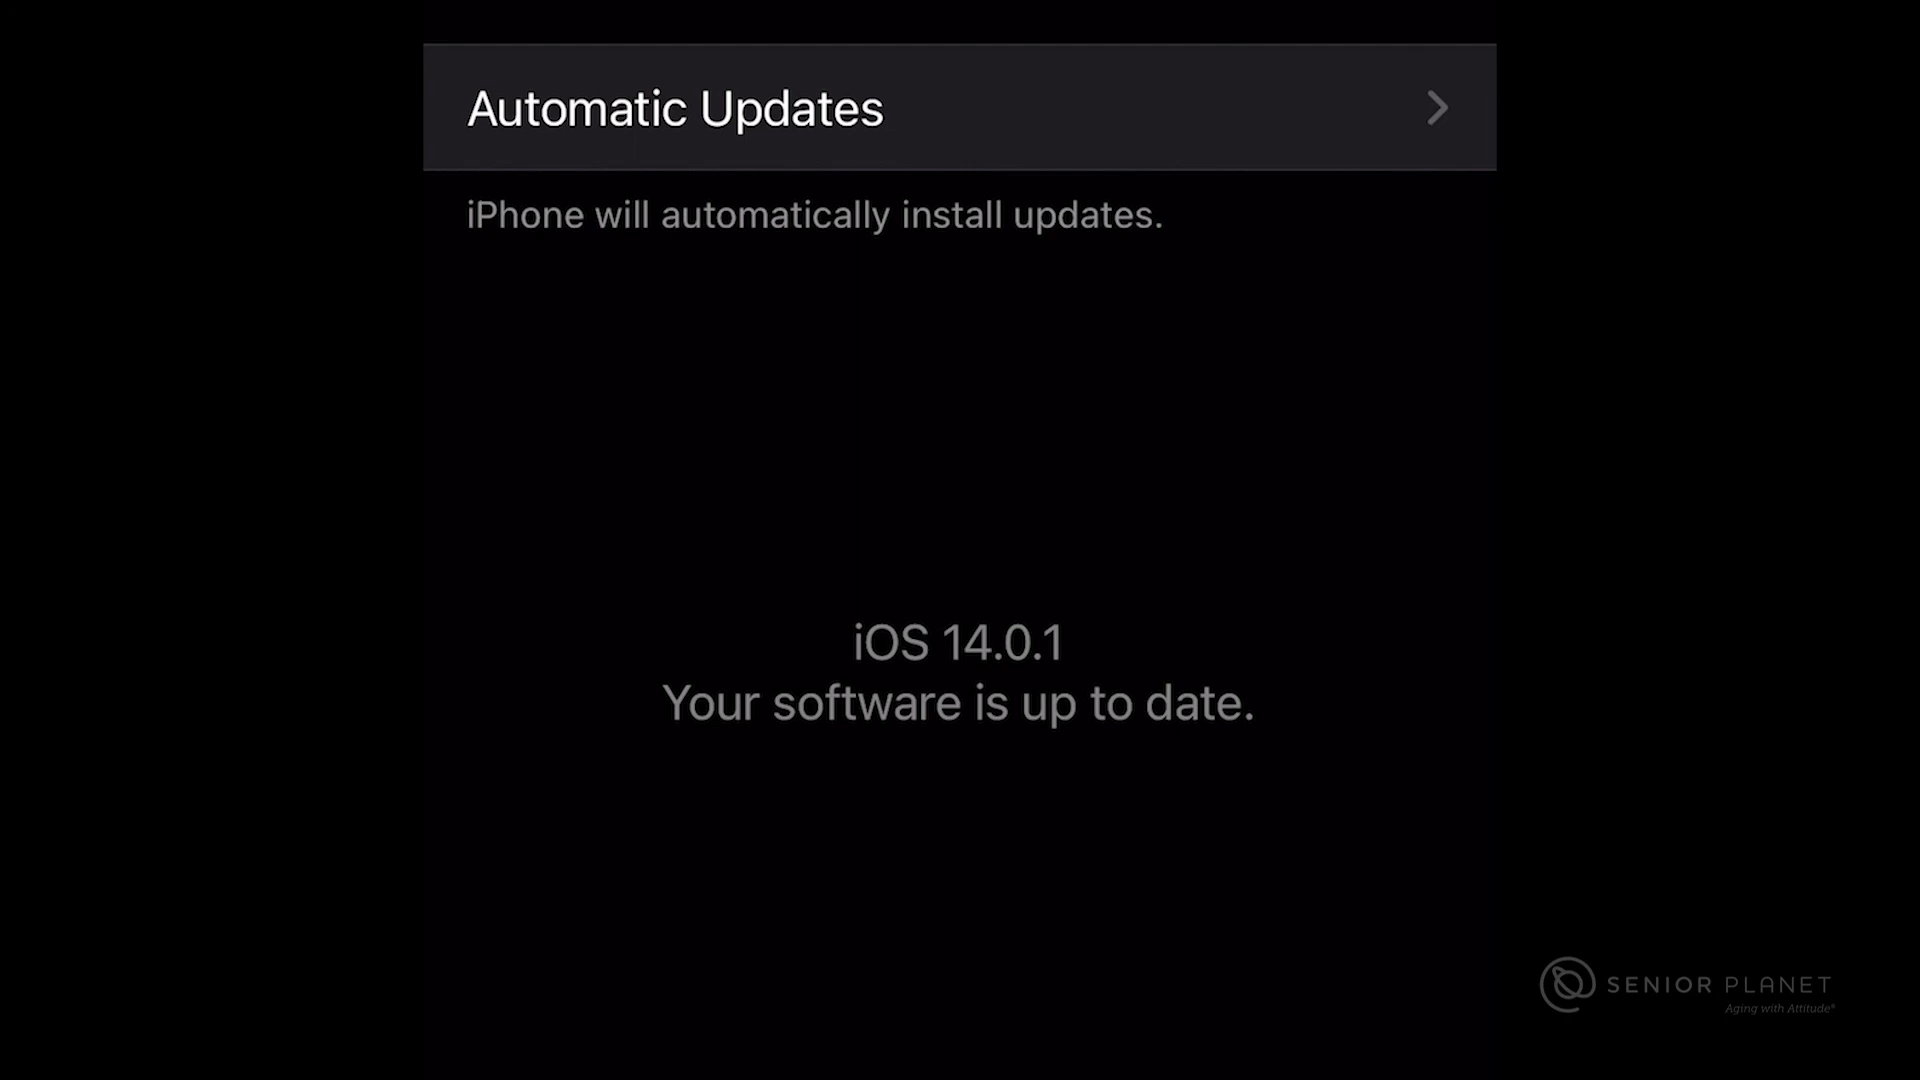 Automatic Updates
iPhone will automatically install updates.
iOS 14.0.1
Your software is up to date.
SENIOR PLANET
Aging with Attitude®